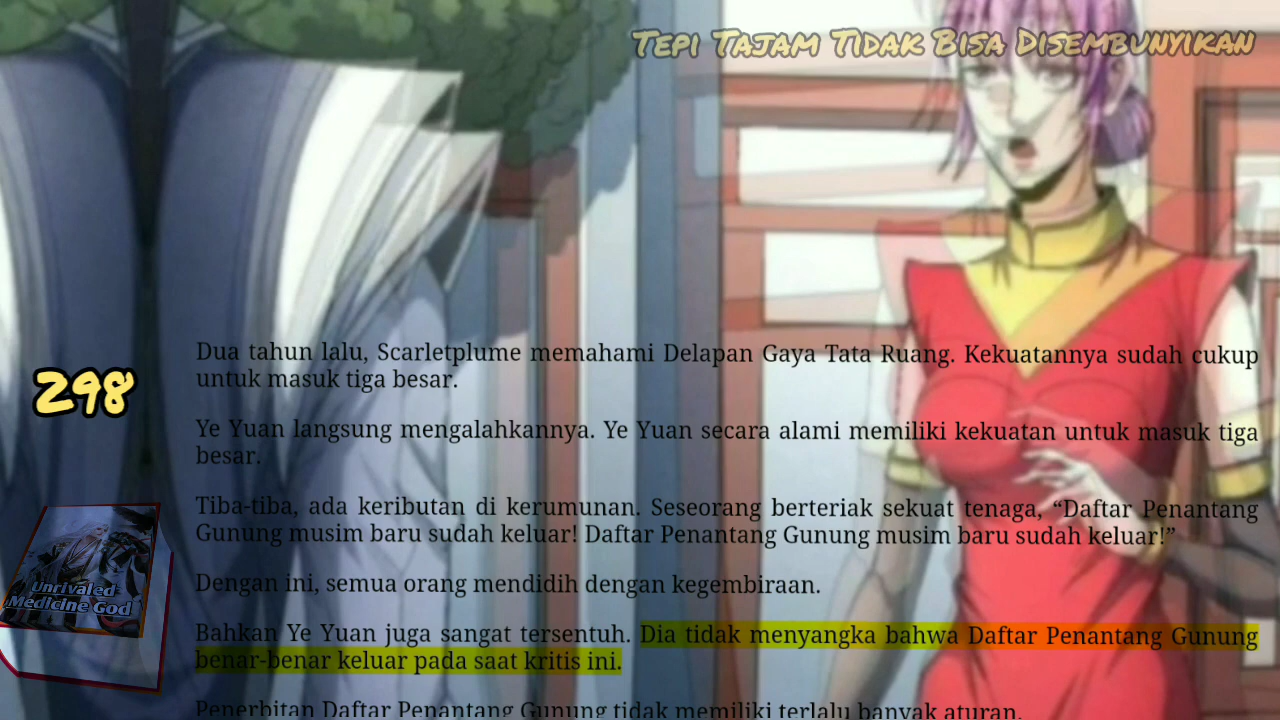 Tepi Tajam Tidak Bisa Disembunyikan
Dua tahun lalu, Scarletplume memahami Delapan Gaya Tata Ruang. Kekuatannya sudah cukup
untuk masuk tiga besar.
298
Ye Yuan langsung mengalahkannya. Ye Yuan secara alami memiliki kekuatan untuk masuk tiga
besar.
Tiba-tiba, ada keributan di kerumunan. Seseorang berteriak sekuat tenaga, “Daftar Penantang
Gunung musim baru sudah keluar! Daftar Penantang Gunung musim baru sudah keluar!”
Dengan ini, semua orang mendidih dengan kegembiraan.
Unrivaled
Medicine God
Bahkan Ye Yuan juga sangat tersentuh. Dia tidak menyangka bahwa Daftar Penantang Gunung
benar-benar keluar pada saat kritis ini.
Penerbitan Daftar Penantang Gunung tidak memiliki terlalu banyak aturan.